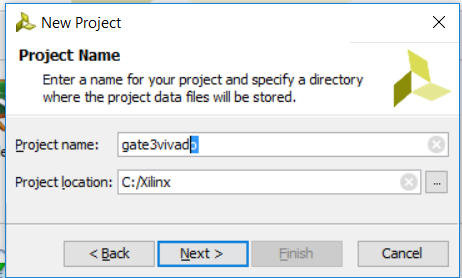 New Project
Project Name
Enter a name for your project and specify a directory
where the project data files will be stored.
Project name: gate3vivado
Project location: C:/Xilinx ...
< Back Next > Finish Cancel